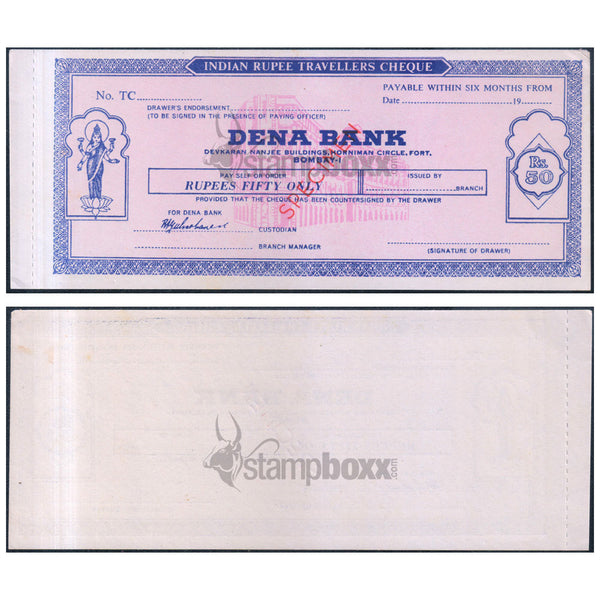 INDIAN RUPEE TRAVELLERS CHEQUE
No. TC
PAYABLE WITHIN SIX MONTHS FROM
Date 19
DRAWER'S ENDORSEMENT
(TO BE SIGNED IN THE PRESENCE OF PAYING OFFICER)
DENA BANK
DEVKARAN NANJEE BUILDINGS, HORNIMAN CIRCLE, FORT,
BOMBAY-I
SPECIMEN
stampboxx
Rs.
50
PAY SELF OR ORDER
ISSUED BY
RUPEES FIFTY ONLY
BRANCH
PROVIDED THAT THE CHEQUE HAS BEEN COUNTERSIGNED BY THE DRAWER
FOR DENA BANK
CUSTODIAN
BRANCH MANAGER
(SIGNATURE OF DRAWER)
DENA BANK
stampboxx.com